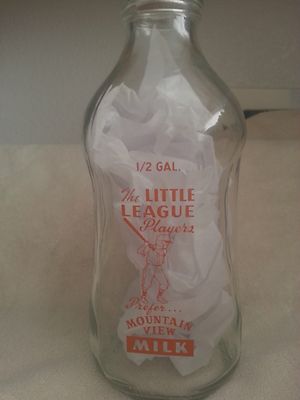 1/2 GAL.
The LITTLE
LEAGUE
Players
Prefer...
MOUNTAIN
VIEW
MILK